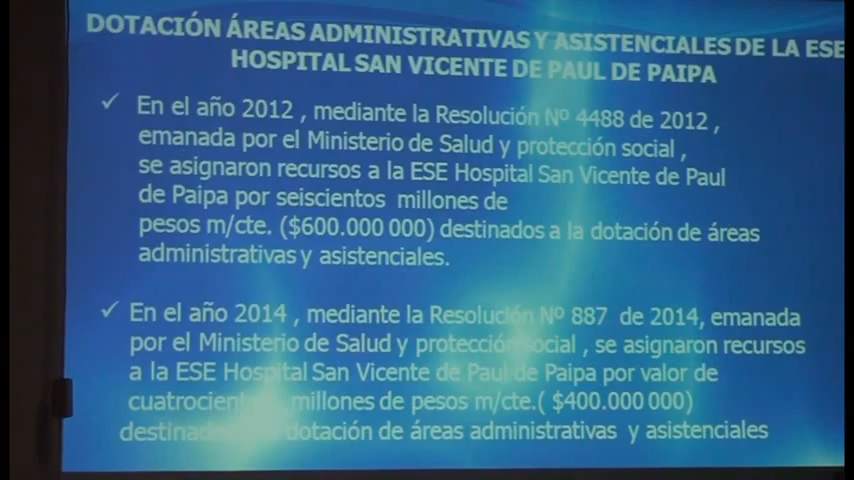 DOTACIÓN ÁREAS ADMINISTRATIVAS Y ASISTENCIALES DE LA ESE
HOSPITAL SAN VICENTE DE PAUL DE PAIPA
✓ En el año 2012 , mediante la Resolución Nº 4488 de 2012 ,
emanada por el Ministerio de Salud y protección social ,
se asignaron recursos a la ESE Hospital San Vicente de Paul
de Paipa por seiscientos millones de
pesos m/cte. ($600.000 000) destinados a la dotación de áreas
administrativas y asistenciales.
✓ En el año 2014 , mediante la Resolución Nº 887 de 2014, emanada
por el Ministerio de Salud y protección social , se asignaron recursos
a la ESE Hospital San Vicente de Paul de Paipa por valor de
millones de pesos m/cte.( $400.000 000)
dotación de áreas administrativas y asistenciales